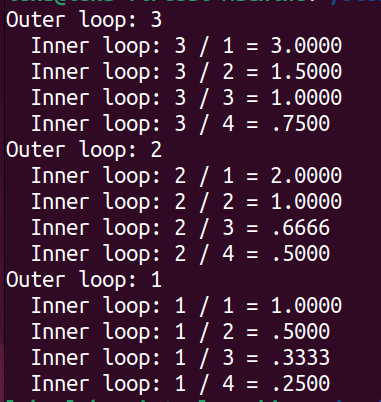 Outer loop: 3
  Inner loop: 3 / 1 = 3.0000
  Inner loop: 3 / 2 = 1.5000
  Inner loop: 3 / 3 = 1.0000
  Inner loop: 3 / 4 = .7500
Outer loop: 2
  Inner loop: 2 / 1 = 2.0000
  Inner loop: 2 / 2 = 1.0000
  Inner loop: 2 / 3 = .6666
  Inner loop: 2 / 4 = .5000
Outer loop: 1
  Inner loop: 1 / 1 = 1.0000
  Inner loop: 1 / 2 = .5000
  Inner loop: 1 / 3 = .3333
  Inner loop: 1 / 4 = .2500